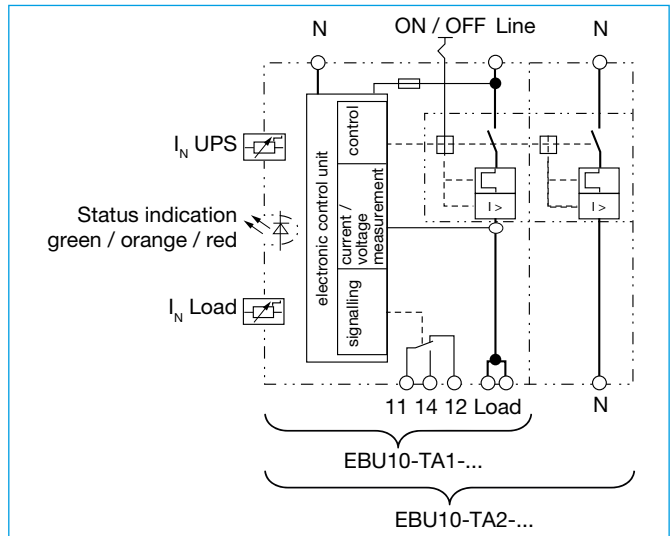 N
ON / OFF Line
N
I_N UPS
control
electronic control unit
current /
voltage
measurement
I >
I >
Status indication
green / orange / red
I_N Load
signalling
11 14 12 Load
N
EBU10-TA1-...
EBU10-TA2-...